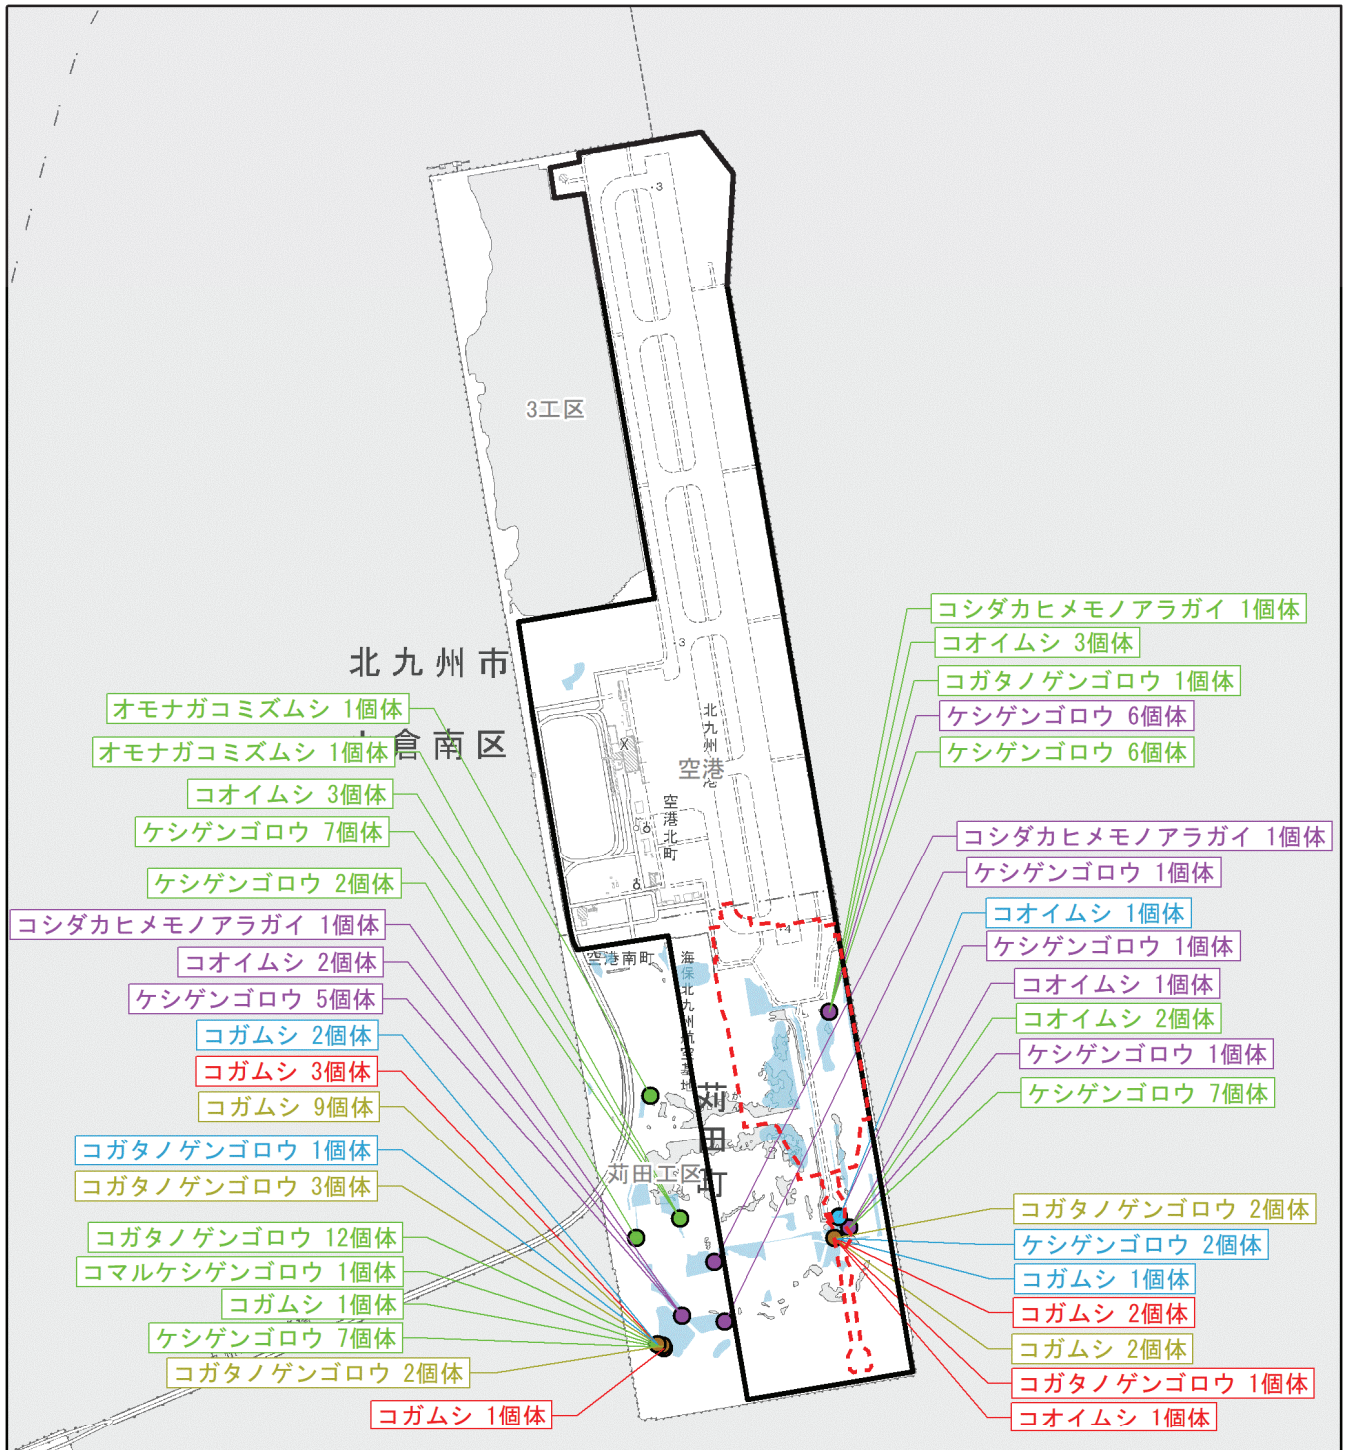 3工区
北九州市
倉南区
北九州
港
空港
空港北町
空港南町
海保北九州航空基地
苅田町
苅田工区
3
3
4
オモナガコミズムシ 1個体
オモナガコミズムシ 1個体
コオイムシ 3個体
ケシゲンゴロウ 7個体
ケシゲンゴロウ 2個体
コシダカヒメモノアラガイ 1個体
コオイムシ 2個体
ケシゲンゴロウ 5個体
コガムシ 2個体
コガムシ 3個体
コガムシ 9個体
コガタノゲンゴロウ 1個体
コガタノゲンゴロウ 3個体
コガタノゲンゴロウ 12個体
コマルケシゲンゴロウ 1個体
コガムシ 1個体
ケシゲンゴロウ 7個体
コガタノゲンゴロウ 2個体
コガムシ 1個体
コシダカヒメモノアラガイ 1個体
コオイムシ 3個体
コガタノゲンゴロウ 1個体
ケシゲンゴロウ 6個体
ケシゲンゴロウ 6個体
コシダカヒメモノアラガイ 1個体
ケシゲンゴロウ 1個体
コオイムシ 1個体
ケシゲンゴロウ 1個体
コオイムシ 1個体
コオイムシ 2個体
ケシゲンゴロウ 1個体
ケシゲンゴロウ 7個体
コガタノゲンゴロウ 2個体
ケシゲンゴロウ 2個体
コガムシ 1個体
コガムシ 2個体
コガムシ 2個体
コガタノゲンゴロウ 1個体
コオイムシ 1個体